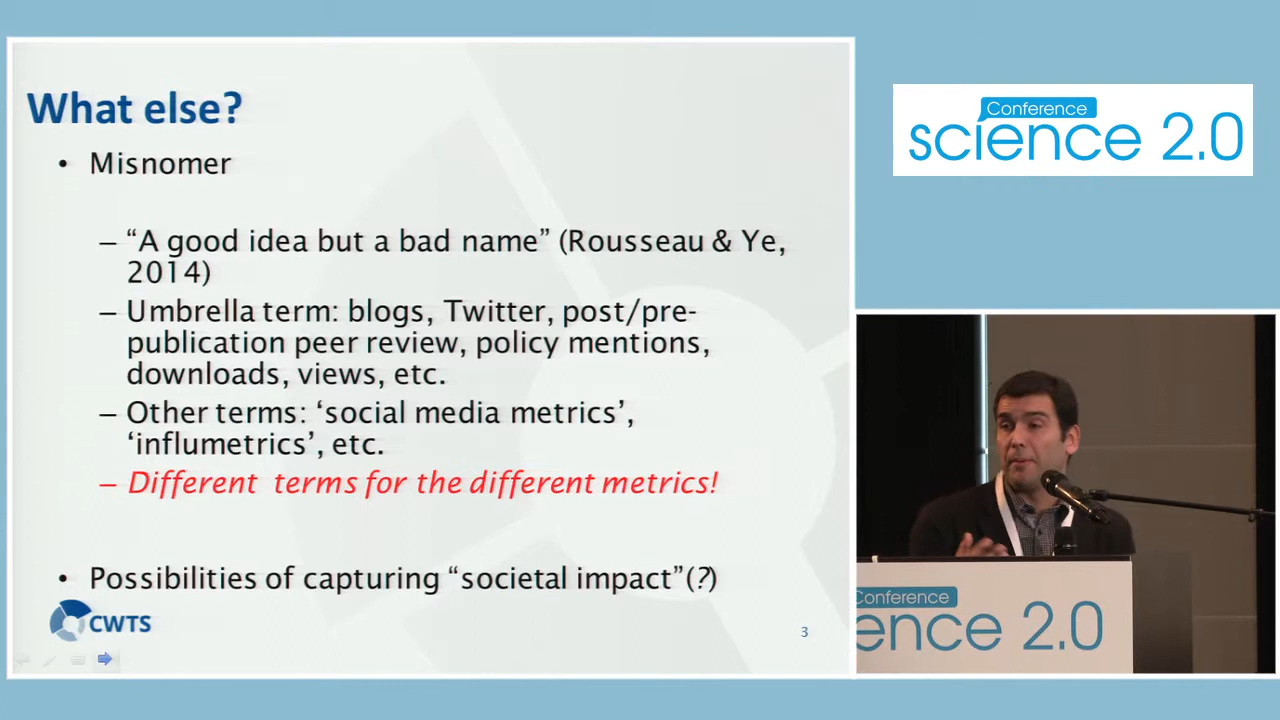 What else?
• Misnomer
– “A good idea but a bad name” (Rousseau & Ye,
2014)
– Umbrella term: blogs, Twitter, post/pre-
publication peer review, policy mentions,
downloads, views, etc.
– Other terms: ‘social media metrics’,
‘influmetrics’, etc.
– Different terms for the different metrics!
• Possibilities of capturing “societal impact”(?)
CWTS
3
Conference
science 2.0
Conference
ence 2.0